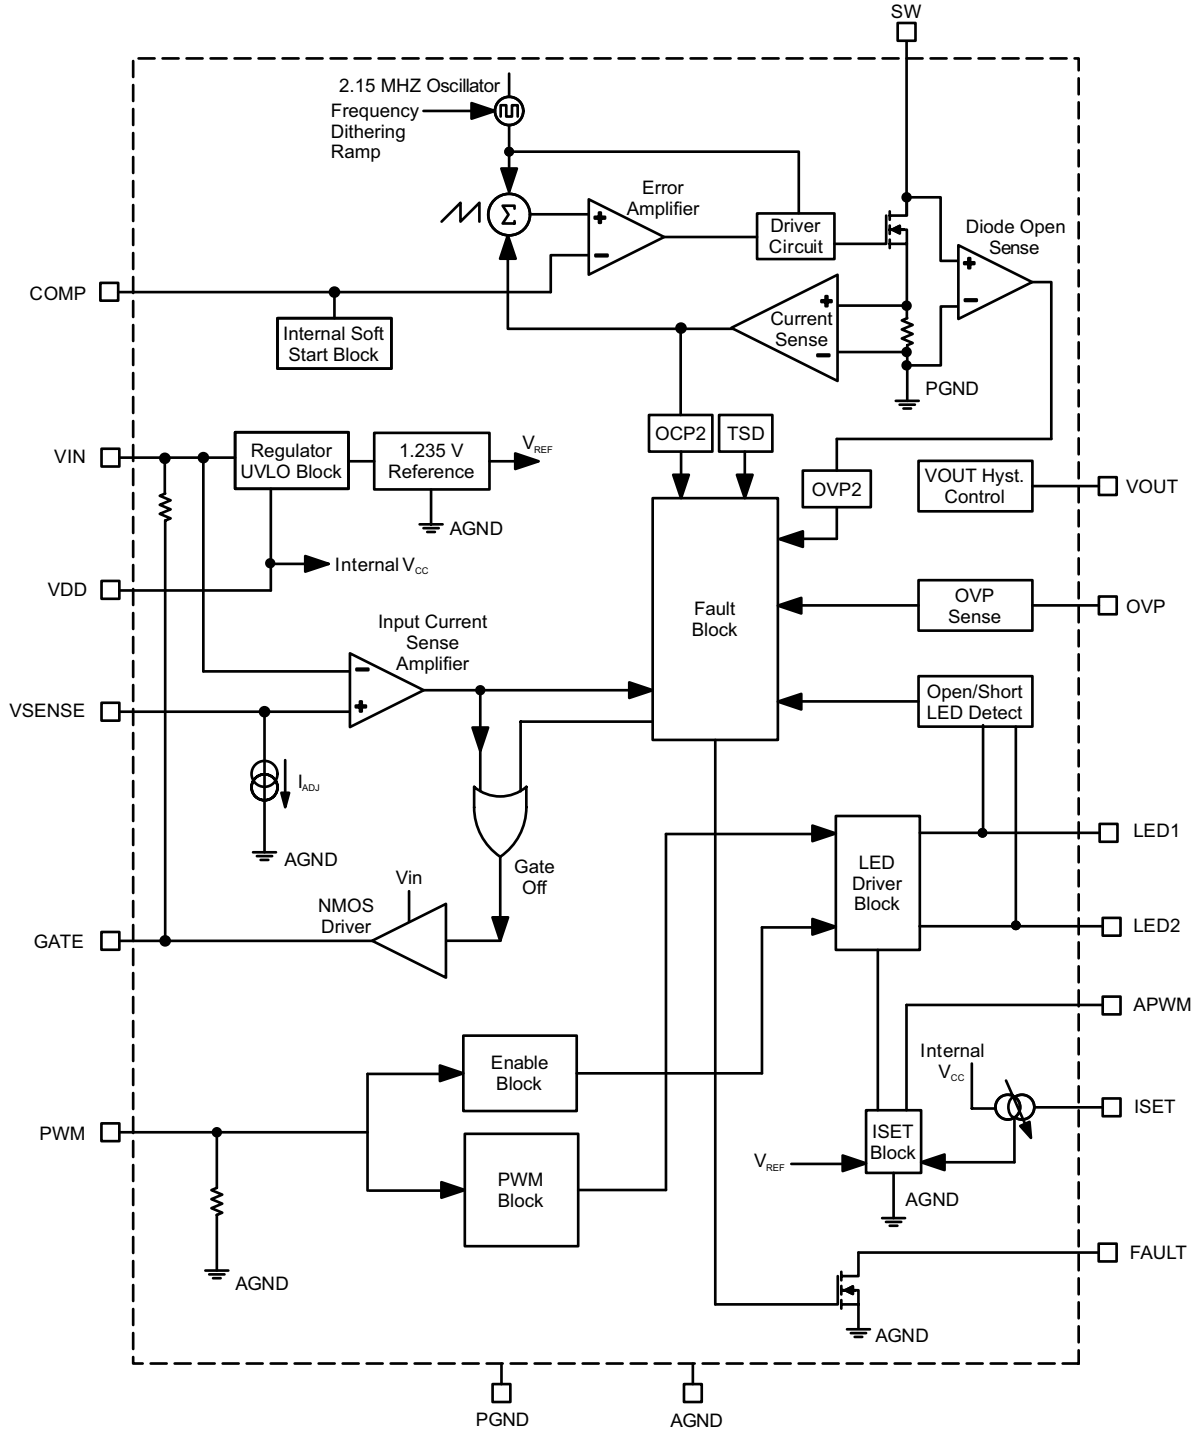 SW
2.15 MHZ Oscillator
Frequency
Dithering
Ramp
Σ
+
−
Error
Amplifier
Driver
Circuit
Diode Open
Sense
+
−
COMP
Internal Soft
Start Block
Current
Sense
+
−
PGND
VIN
Regulator
UVLO Block
1.235 V
Reference
VREF
AGND
OCP2
TSD
OVP2
VOUT Hyst.
Control
VOUT
VDD
Internal VCC
Fault
Block
OVP
Sense
OVP
Input Current
Sense
Amplifier
−
+
VSENSE
Open/Short
LED Detect
IADJ
AGND
LED
Driver
Block
LED1
Gate
Off
Vin
NMOS
Driver
GATE
LED2
APWM
Enable
Block
Internal
VCC
ISET
PWM
ISET
Block
VREF
PWM
Block
AGND
AGND
FAULT
AGND
PGND
AGND